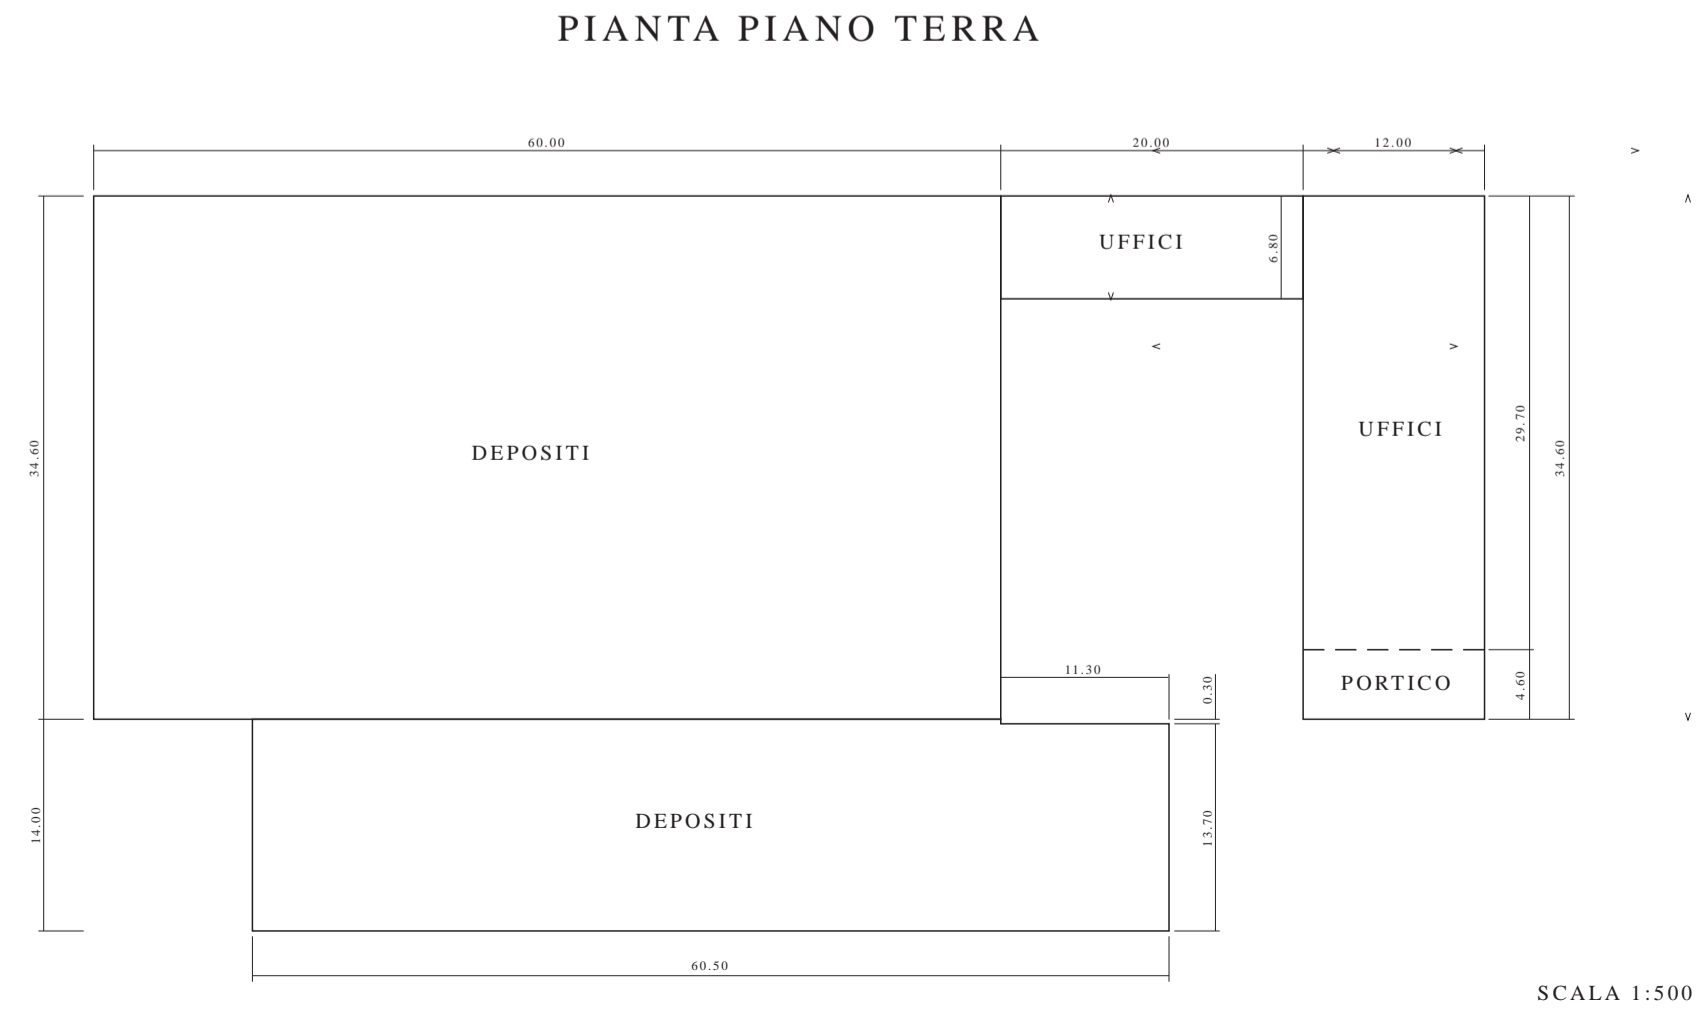 PIANTA PIANO TERRA
60.00
20.00
12.00
UFFICI
6.80
UFFICI
29.70
34.60
34.60
DEPOSITI
11.30
0.30
PORTICO
4.60
14.00
DEPOSITI
13.70
60.50
SCALA 1:500